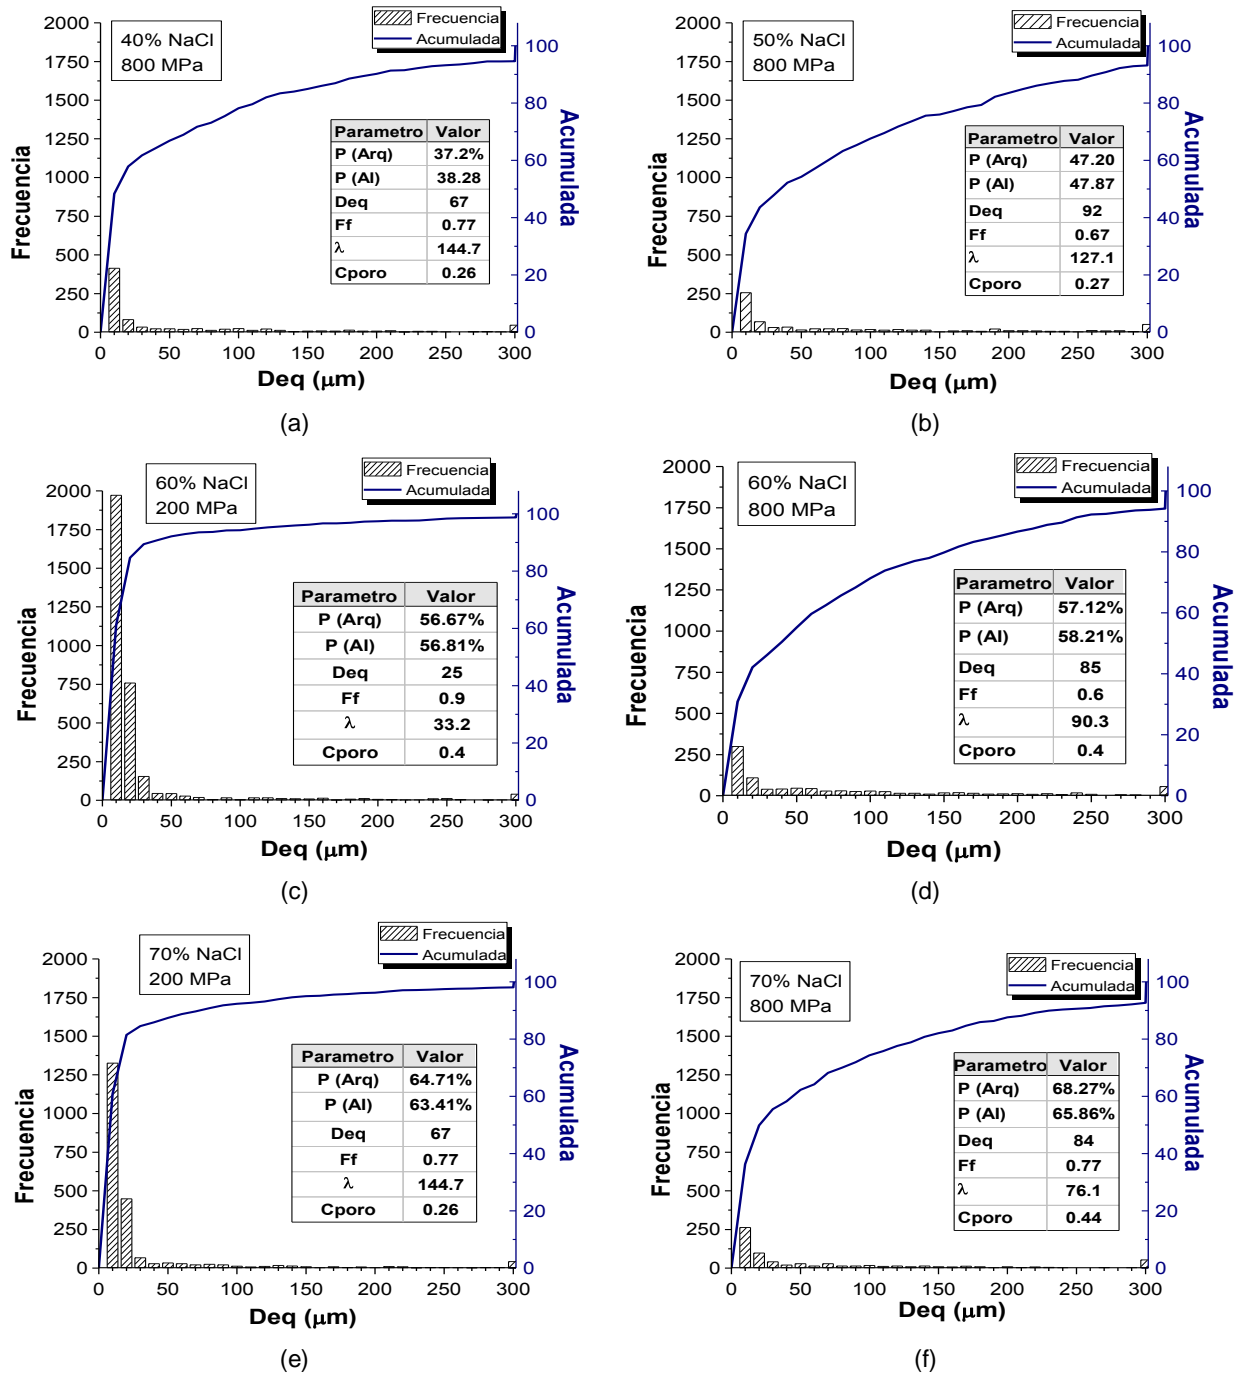 40% NaCl
800 MPa
Frecuencia
Acumulada
Parametro Valor
P (Arq) 37.2%
P (Al) 38.28
Deq 67
Ff 0.77
λ 144.7
Cporo 0.26
2000
1750
1500
1250
1000
750
500
250
0
Frecuencia
100
80
60
40
20
0
Acumulada
0 50 100 150 200 250 300
Deq (μm)
(a)
50% NaCl
800 MPa
Frecuencia
Acumulada
Parametro Valor
P (Arq) 47.20
P (Al) 47.87
Deq 92
Ff 0.67
λ 127.1
Cporo 0.27
2000
1750
1500
1250
1000
750
500
250
0
Frecuencia
100
80
60
40
20
0
Acumulada
0 50 100 150 200 250 300
Deq (μm)
(b)
60% NaCl
200 MPa
Frecuencia
Acumulada
Parametro Valor
P (Arq) 56.67%
P (Al) 56.81%
Deq 25
Ff 0.9
λ 33.2
Cporo 0.4
2000
1750
1500
1250
1000
750
500
250
0
Frecuencia
100
80
60
40
20
0
Acumulada
0 50 100 150 200 250 300
Deq (μm)
(c)
60% NaCl
800 MPa
Frecuencia
Acumulada
Parametro Valor
P (Arq) 57.12%
P (Al) 58.21%
Deq 85
Ff 0.6
λ 90.3
Cporo 0.4
2000
1750
1500
1250
1000
750
500
250
0
Frecuencia
100
80
60
40
20
0
Acumulada
0 50 100 150 200 250 300
Deq (μm)
(d)
70% NaCl
200 MPa
Frecuencia
Acumulada
Parametro Valor
P (Arq) 64.71%
P (Al) 63.41%
Deq 67
Ff 0.77
λ 144.7
Cporo 0.26
2000
1750
1500
1250
1000
750
500
250
0
Frecuencia
100
80
60
40
20
0
Acumulada
0 50 100 150 200 250 300
Deq (μm)
(e)
70% NaCl
800 MPa
Frecuencia
Acumulada
Parametro Valor
P (Arq) 68.27%
P (Al) 65.86%
Deq 84
Ff 0.77
λ 76.1
Cporo 0.44
2000
1750
1500
1250
1000
750
500
250
0
Frecuencia
100
80
60
40
20
0
Acumulada
0 50 100 150 200 250 300
Deq (μm)
(f)